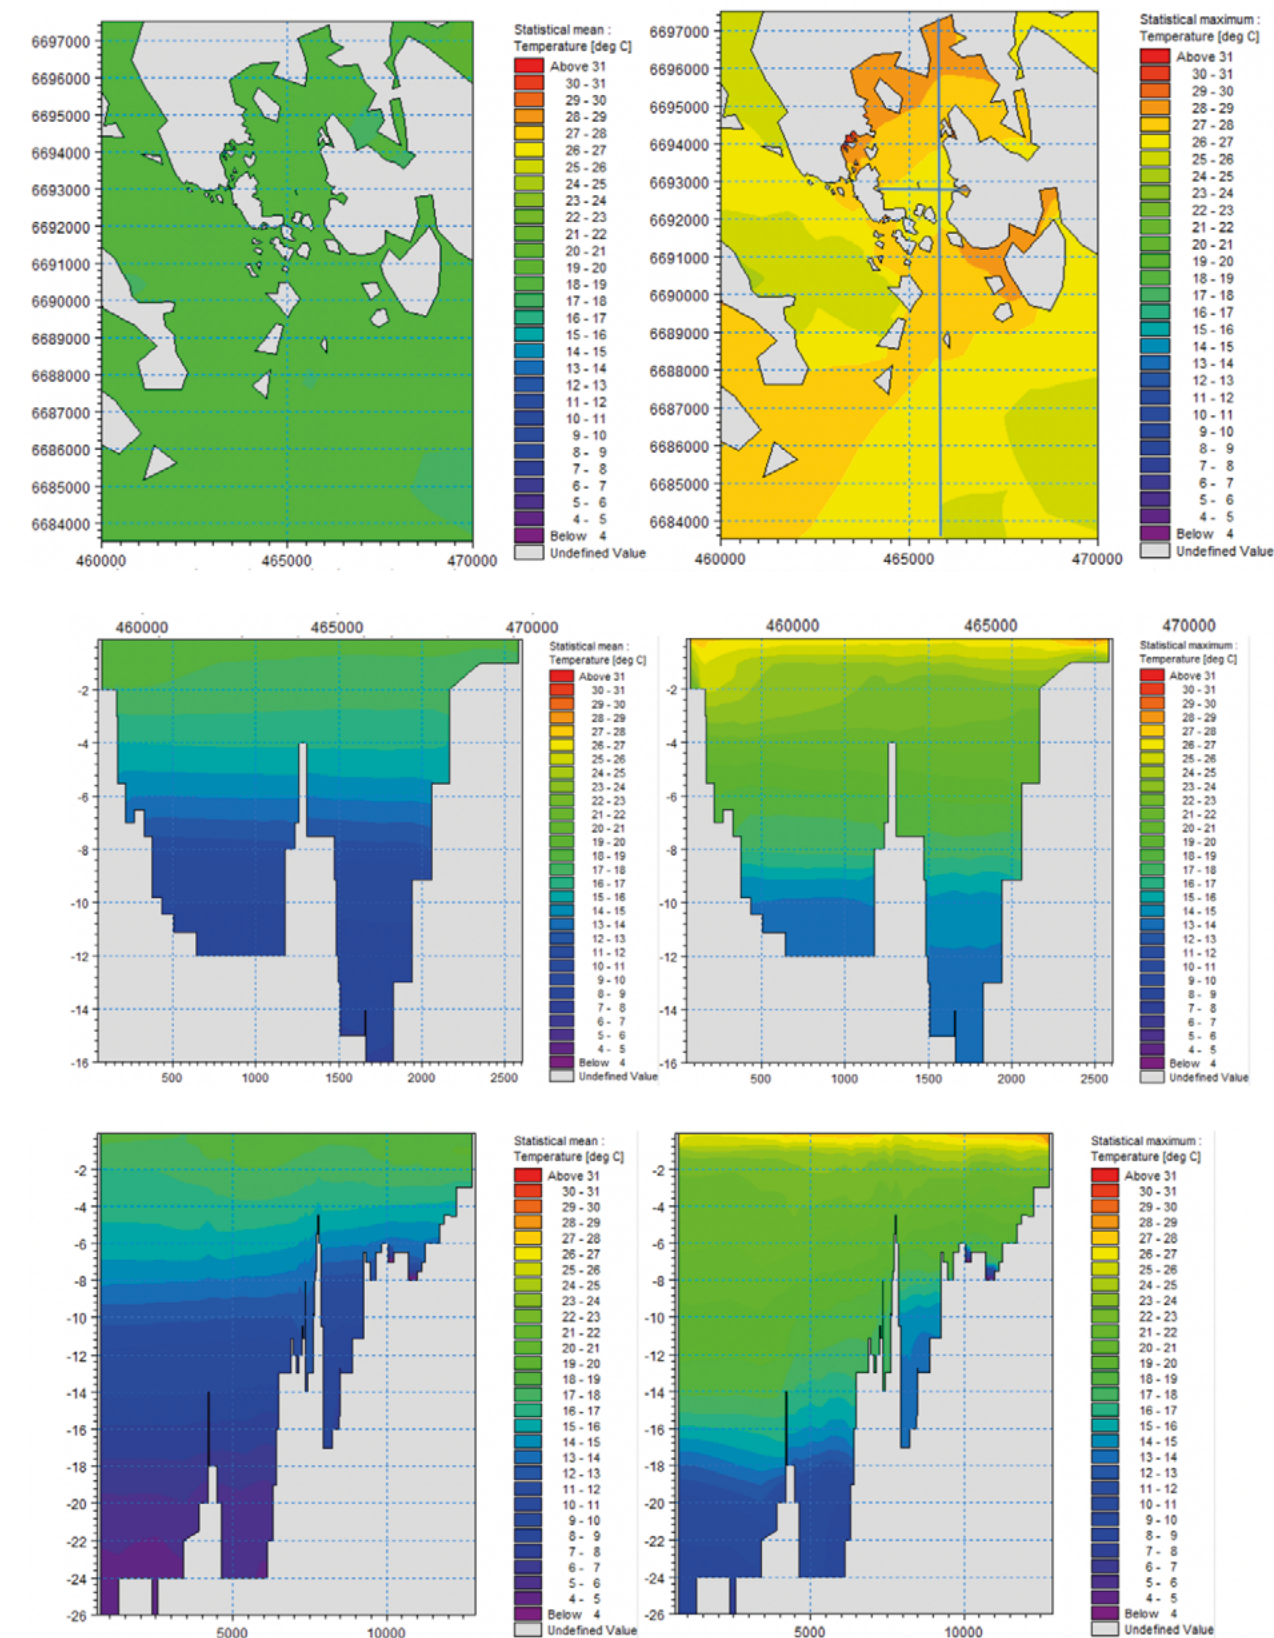 Statistical mean :
Temperature [deg C]
Above 31
30 - 31
29 - 30
28 - 29
27 - 28
26 - 27
25 - 26
24 - 25
23 - 24
22 - 23
21 - 22
20 - 21
19 - 20
18 - 19
17 - 18
16 - 17
15 - 16
14 - 15
13 - 14
12 - 13
11 - 12
10 - 11
9 - 10
8 - 9
7 - 8
6 - 7
5 - 6
4 - 5
Below 4
Undefined Value
6697000
6696000
6695000
6694000
6693000
6692000
6691000
6690000
6689000
6688000
6687000
6686000
6685000
6684000
460000 465000 470000
Statistical maximum :
Temperature [deg C]
Above 31
30 - 31
29 - 30
28 - 29
27 - 28
26 - 27
25 - 26
24 - 25
23 - 24
22 - 23
21 - 22
20 - 21
19 - 20
18 - 19
17 - 18
16 - 17
15 - 16
14 - 15
13 - 14
12 - 13
11 - 12
10 - 11
9 - 10
8 - 9
7 - 8
6 - 7
5 - 6
4 - 5
Below 4
Undefined Value
6697000
6696000
6695000
6694000
6693000
6692000
6691000
6690000
6689000
6688000
6687000
6686000
6685000
6684000
460000 465000 470000
460000 465000 470000
Statistical mean :
Temperature [deg C]
Above 31
30 - 31
29 - 30
28 - 29
27 - 28
26 - 27
25 - 26
24 - 25
23 - 24
22 - 23
21 - 22
20 - 21
19 - 20
18 - 19
17 - 18
16 - 17
15 - 16
14 - 15
13 - 14
12 - 13
11 - 12
10 - 11
9 - 10
8 - 9
7 - 8
6 - 7
5 - 6
4 - 5
Below 4
Undefined Value
-2
-4
-6
-8
-10
-12
-14
-16
500 1000 1500 2000 2500
460000 465000 470000
Statistical maximum :
Temperature [deg C]
Above 31
30 - 31
29 - 30
28 - 29
27 - 28
26 - 27
25 - 26
24 - 25
23 - 24
22 - 23
21 - 22
20 - 21
19 - 20
18 - 19
17 - 18
16 - 17
15 - 16
14 - 15
13 - 14
12 - 13
11 - 12
10 - 11
9 - 10
8 - 9
7 - 8
6 - 7
5 - 6
4 - 5
Below 4
Undefined Value
-2
-4
-6
-8
-10
-12
-14
-16
500 1000 1500 2000 2500
Statistical mean :
Temperature [deg C]
Above 31
30 - 31
29 - 30
28 - 29
27 - 28
26 - 27
25 - 26
24 - 25
23 - 24
22 - 23
21 - 22
20 - 21
19 - 20
18 - 19
17 - 18
16 - 17
15 - 16
14 - 15
13 - 14
12 - 13
11 - 12
10 - 11
9 - 10
8 - 9
7 - 8
6 - 7
5 - 6
4 - 5
Below 4
Undefined Value
-2
-4
-6
-8
-10
-12
-14
-16
-18
-20
-22
-24
-26
5000 10000
Statistical maximum :
Temperature [deg C]
Above 31
30 - 31
29 - 30
28 - 29
27 - 28
26 - 27
25 - 26
24 - 25
23 - 24
22 - 23
21 - 22
20 - 21
19 - 20
18 - 19
17 - 18
16 - 17
15 - 16
14 - 15
13 - 14
12 - 13
11 - 12
10 - 11
9 - 10
8 - 9
7 - 8
6 - 7
5 - 6
4 - 5
Below 4
Undefined Value
-2
-4
-6
-8
-10
-12
-14
-16
-18
-20
-22
-24
-26
5000 10000